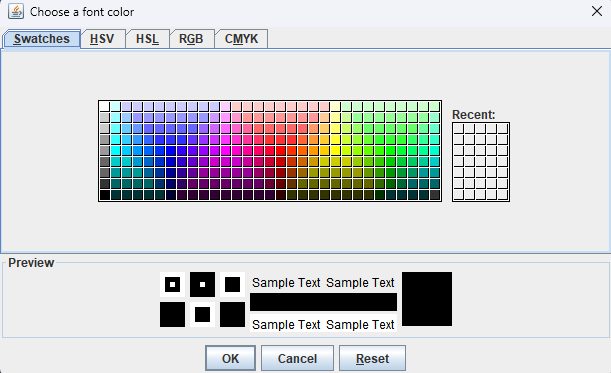 Choose a font color
Swatches HSV HSL RGB CMYK
Recent:
Preview
Sample Text Sample Text
Sample Text Sample Text
OK Cancel Reset